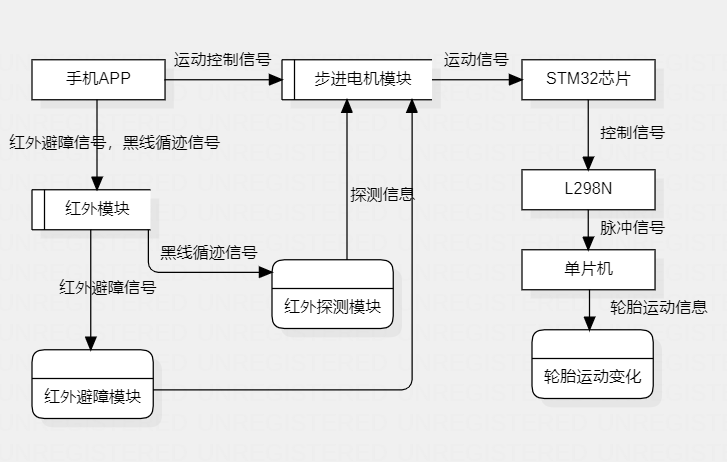 运动控制信号
运动信号
手机APP
步进电机模块
STM32芯片
红外避障信号，黑线循迹信号
控制信号
红外模块
探测信息
L298N
脉冲信号
黑线循迹信号
单片机
红外避障信号
红外探测模块
轮胎运动信息
红外避障模块
轮胎运动变化
UNREGISTERED